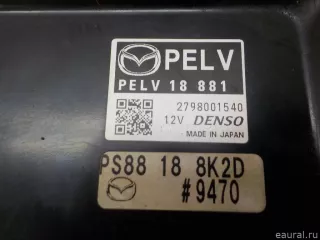 PELV
PELV 18 881
2798001540
12V DENSO
MADE IN JAPAN
PS88 18 8K2D
#9470
© eaural.ru